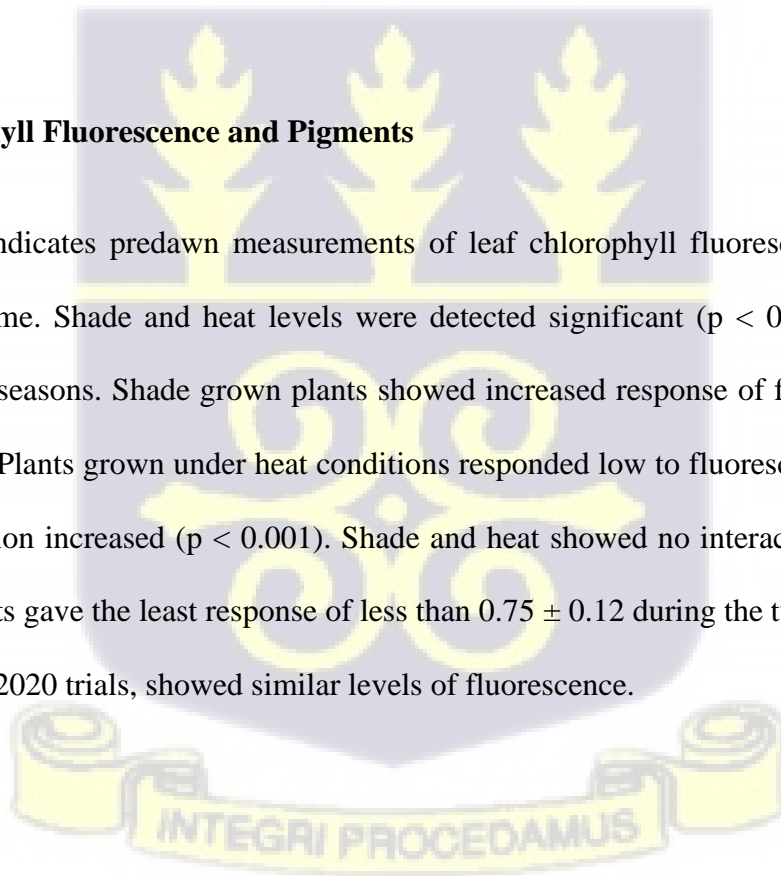 yll Fluorescence and Pigments
ndicates predawn measurements of leaf chlorophyll fluores
me. Shade and heat levels were detected significant (p < 0
seasons. Shade grown plants showed increased response of f
Plants grown under heat conditions responded low to fluores
on increased (p < 0.001). Shade and heat showed no interac
ts gave the least response of less than 0.75 ± 0.12 during the t
2020 trials, showed similar levels of fluorescence.
INTEGRI PROCEDAMUS